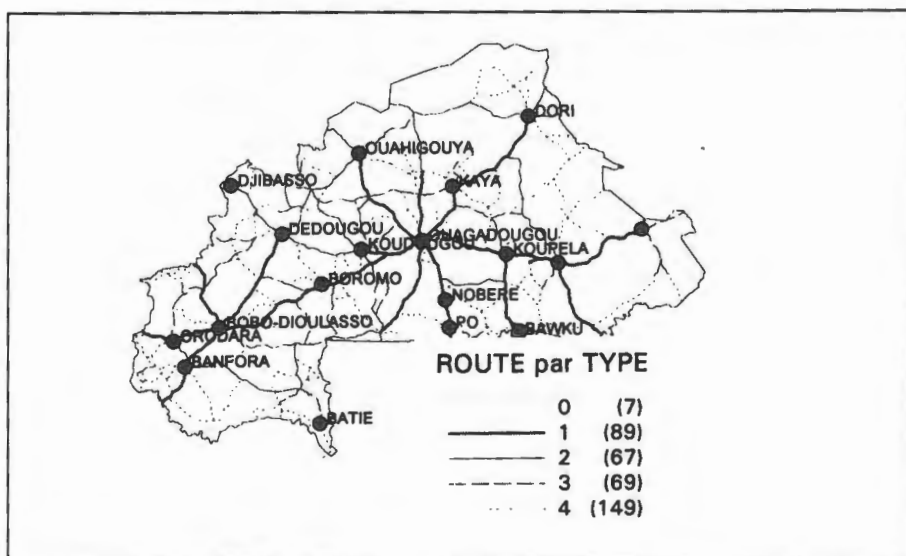 DORI
OUAHIGOUYA
DJIBASSO
KAYA
DEDOUGOU
OUAGADOUGOU
KOUDOUGOU
KOUPELA
BOROMO
NOBERE
BOBO-DIOULASSO
PO
BAWKU
ORODARA
BANFORA
BATIE
ROUTE par TYPE
0 (7)
1 (89)
2 (67)
3 (69)
4 (149)